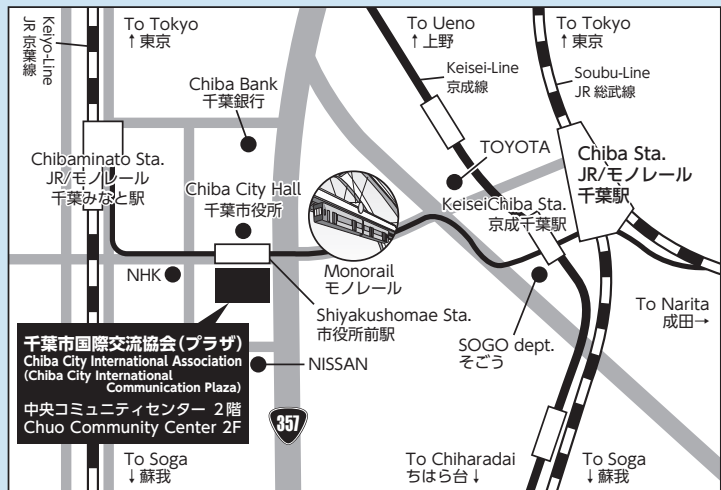 Keiyo-Line
JR 京葉線
To Tokyo
↑東京
To Ueno
↑上野
To Tokyo
↑東京
Keisei-Line
京成線
Soubu-Line
JR 総武線
Chiba Bank
千葉銀行
TOYOTA
Chibaminato Sta.
JR/モノレール
千葉みなと駅
Chiba City Hall
千葉市役所
Chiba Sta.
JR/モノレール
千葉駅
KeiseiChiba Sta.
京成千葉駅
NHK
Monorail
モノレール
Shiyakushomae Sta.
市役所前駅
SOGO dept.
そごう
To Narita
成田→
千葉市国際交流協会(プラザ)
Chiba City International Association
(Chiba City International
Communication Plaza)
中央コミュニティセンター 2階
Chuo Community Center 2F
NISSAN
357
To Soga
↓蘇我
To Chiharadai
ちはら台↓
To Soga
↓蘇我